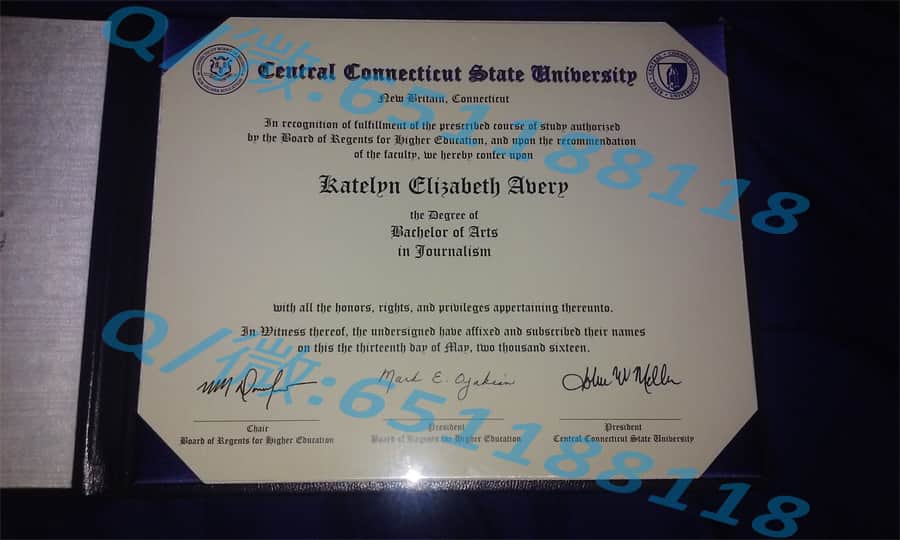 Central Connecticut State University
New Britain, Connecticut
In recognition of fulfillment of the prescribed course of study authorized
by the Board of Regents for Higher Education, and upon the recommendation
of the faculty, we hereby confer upon
Katelyn Elizabeth Avery
the Degree of
Bachelor of Arts
in Journalism
with all the honors, rights, and privileges appertaining thereunto.
In Witness thereof, the undersigned have affixed and subscribed their names
on this the thirteenth day of May, two thousand sixteen.
Mark E. Ojakian
Chair
Board of Regents for Higher Education
President
Board of Regents for Higher Education
President
Central Connecticut State University
Q/微:651188118
Q/微:651188118